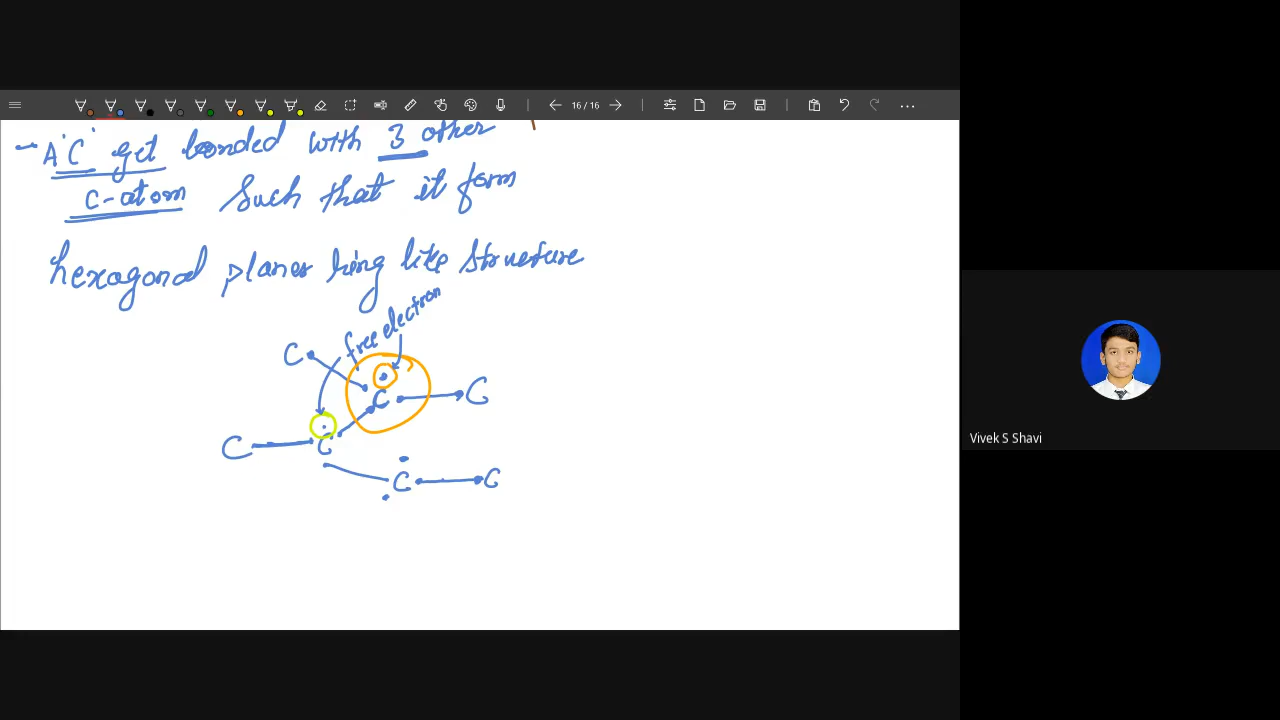 16 / 16
- A 'C' get bonded with 3 other
C-atom such that it form
hexagonal planer ring like structure
free electron
C
C C
C C
C C
Vivek S Shavi